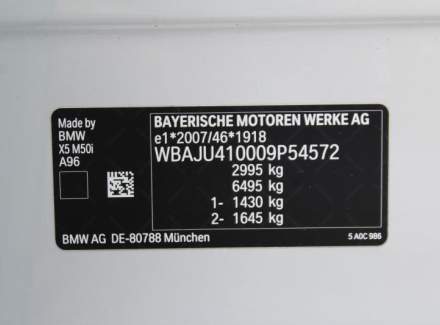 Made by
BMW
X5 M50i
A96
BAYERISCHE MOTOREN WERKE AG
e1*2007/46*1918
WBAJU410009P54572
2995 kg
6495 kg
1- 1430 kg
2- 1645 kg
BMW AG DE-80788 München
5 A0C 986